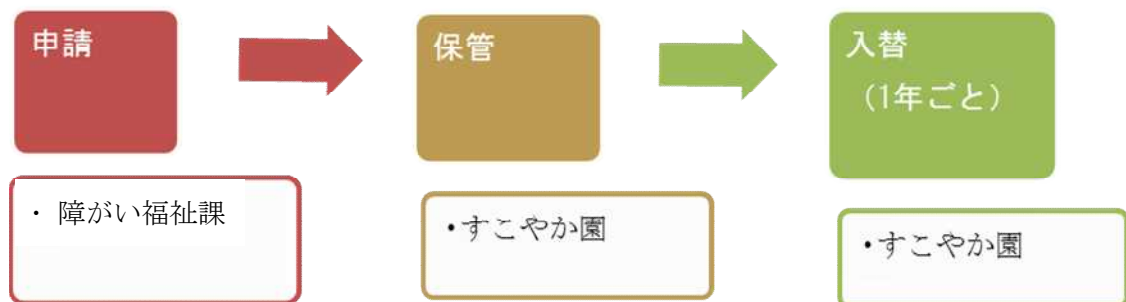 申請
保管
入替
（1年ごと）
・ 障がい福祉課
•すこやか園
•すこやか園